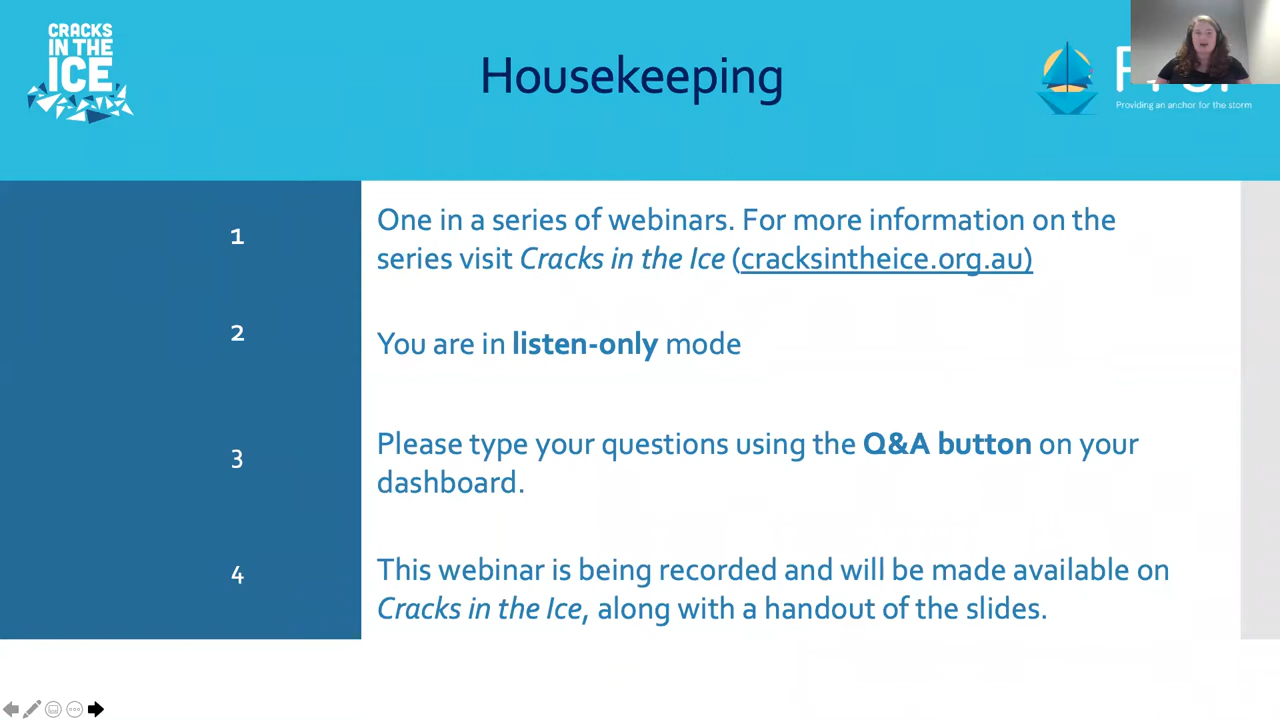 CRACKS
IN THE
ICE
Housekeeping
Providing an anchor for the storm
1
One in a series of webinars. For more information on the
series visit Cracks in the Ice (cracksintheice.org.au)
2
You are in listen-only mode
3
Please type your questions using the Q&A button on your
dashboard.
4
This webinar is being recorded and will be made available on
Cracks in the Ice, along with a handout of the slides.